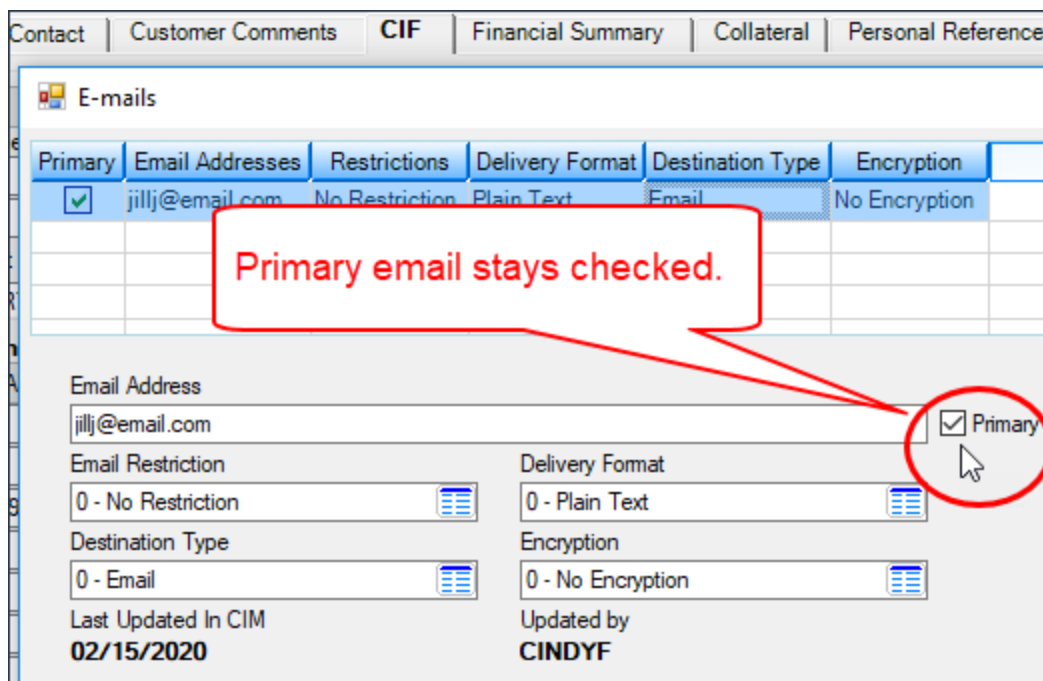 Contact Customer Comments CIF Financial Summary Collateral Personal Reference
E-mails
Primary Email Addresses Restrictions Delivery Format Destination Type Encryption
jillj@email.com No Restriction Plain Text Email No Encryption
Primary email stays checked.
Email Address
jillj@email.com Primary
Email Restriction Delivery Format
0 - No Restriction 0 - Plain Text
Destination Type Encryption
0 - Email 0 - No Encryption
Last Updated In CIM Updated by
02/15/2020 CINDYF